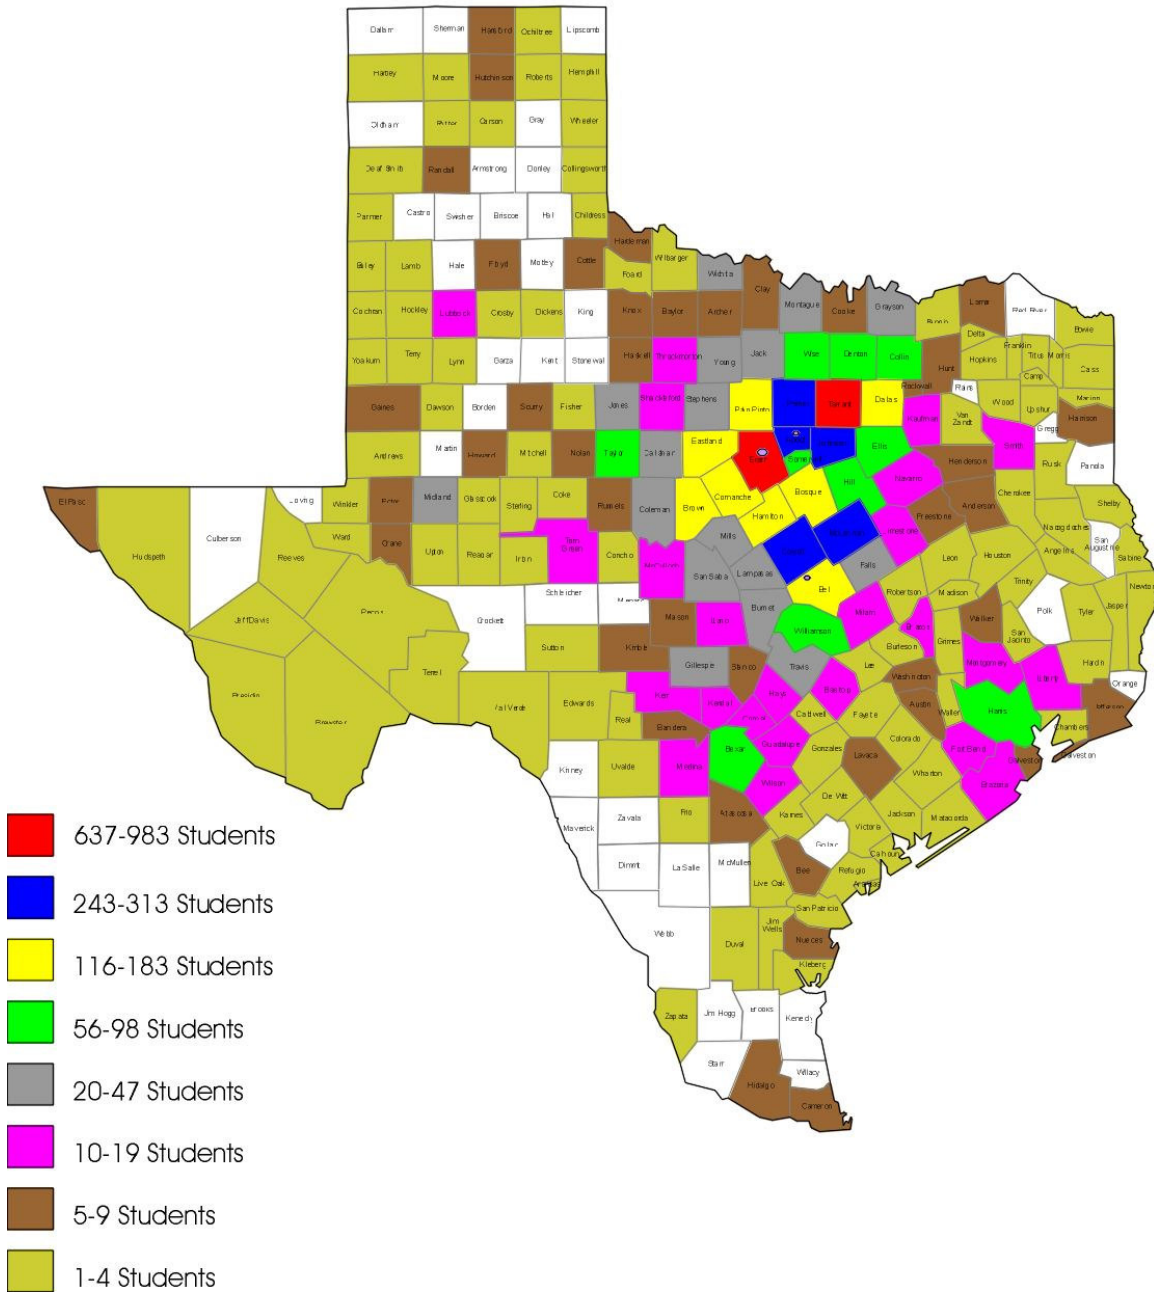 Dallam
Sherman
Hansford
Ochiltree
Lipscomb
Hartley
Moore
Hutchinson
Roberts
Hemphill
Oldham
Potter
Carson
Gray
Wheeler
Deaf Smith
Randall
Armstrong
Donley
Collingsworth
Parmer
Castro
Swisher
Briscoe
Hall
Childress
Hardeman
Bailey
Lamb
Hale
Floyd
Motley
Cottle
Foard
Wilbarger
Wichita
Clay
Montague
Cooke
Grayson
Lamar
Red River
Bowie
Cochran
Hockley
Lubbock
Crosby
Dickens
King
Knox
Baylor
Archer
Delta
Franklin
Titus
Hopkins
Camp
Cass
Yoakum
Terry
Lynn
Garza
Kent
Stonewall
Haskell
Throckmorton
Young
Jack
Wise
Denton
Collin
Hunt
Rockwall
Rains
Wood
Upshur
Marion
Gaines
Dawson
Borden
Scurry
Fisher
Jones
Shackelford
Stephens
Palo Pinto
Tarrant
Dallas
Kaufman
Van
Zandt
Smith
Gregg
Harrison
Andrews
Martin
Howard
Mitchell
Nolan
Taylor
Callahan
Eastland
Ellis
Henderson
Rusk
Panola
El Paso
Hudspeth
Culberson
Loving
Winkler
Ector
Midland
Glasscock
Sterling
Coke
Runnels
Coleman
Brown
Comanche
Bosque
Hill
Navarro
Freestone
Anderson
Cherokee
Shelby
Reeves
Ward
Crane
Upton
Reagan
Irion
Tom
Green
Concho
McCulloch
Mills
Hamilton
Limestone
Nacogdoches
San
Augustine
Sabine
San Saba
Lampasas
Falls
Leon
Houston
Angelina
Newton
Jeff Davis
Pecos
Crockett
Schleicher
Mason
Llano
Burnet
Bell
Milam
Robertson
Madison
Trinity
Polk
Tyler
Jasper
Williamson
Grimes
Walker
San
Jacinto
Hardin
Presidio
Brewster
Terrell
Sutton
Kimble
Gillespie
Blanco
Travis
Lee
Burleson
Washington
Montgomery
Liberty
Orange
Val Verde
Edwards
Real
Kerr
Kendall
Hays
Bastrop
Caldwell
Fayette
Austin
Waller
Harris
Chambers
Jefferson
Galveston
Bandera
Comal
Guadalupe
Gonzales
Colorado
Fort Bend
Galveston
Kinney
Uvalde
Medina
Bexar
Wilson
Lavaca
Wharton
Brazoria
Maverick
Zavala
Frio
Atascosa
Karnes
De Witt
Victoria
Jackson
Matagorda
Dimmit
La Salle
McMullen
Live Oak
Bee
Goliad
Refugio
Calhoun
Webb
Duval
Jim
Wells
San Patricio
Nueces
Kleberg
Zapata
Jim Hogg
Brooks
Kenedy
Starr
Hidalgo
Willacy
Cameron
637-983 Students
243-313 Students
116-183 Students
56-98 Students
20-47 Students
10-19 Students
5-9 Students
1-4 Students